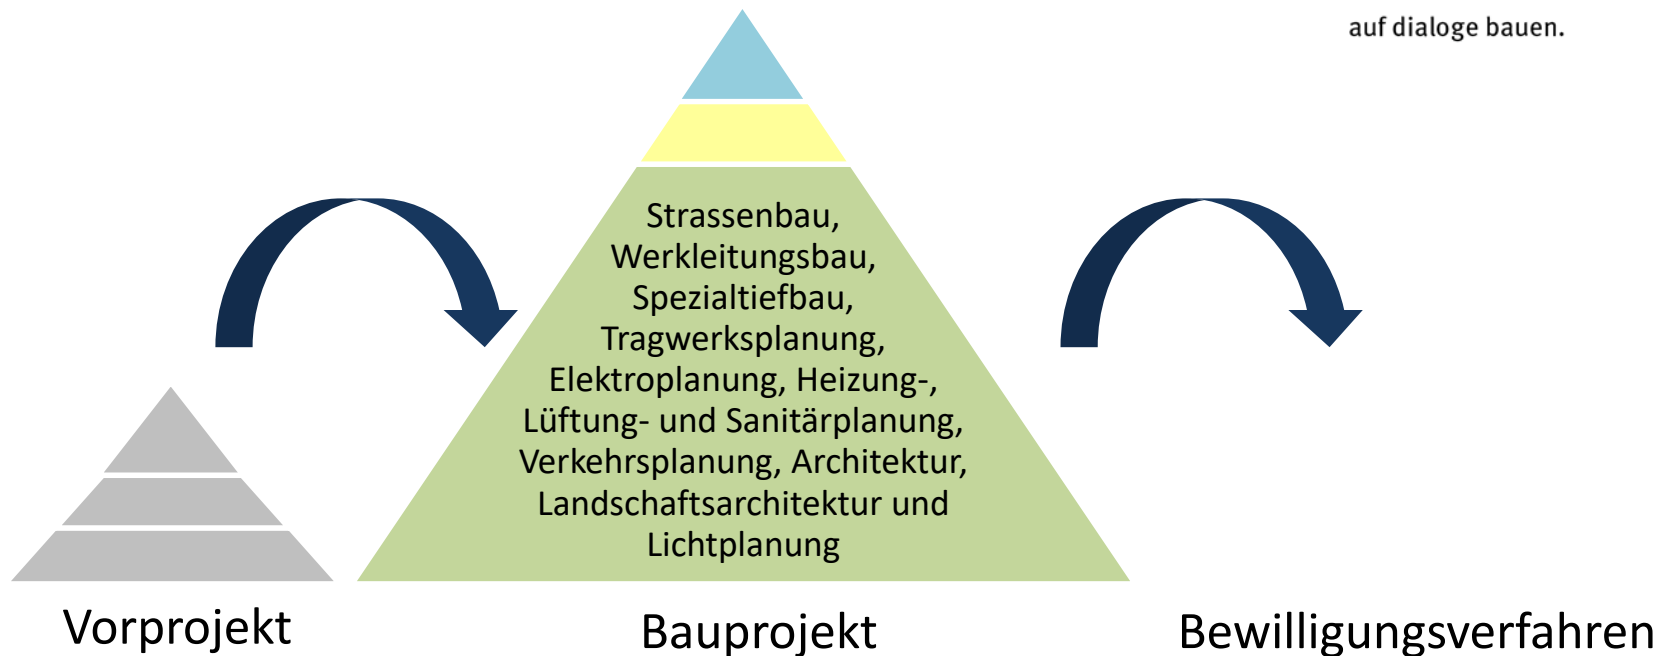 auf dialoge bauen.
Strassenbau,
Werkleitungsbau,
Spezialtiefbau,
Tragwerksplanung,
Elektroplanung, Heizung-,
Lüftung- und Sanitärplanung,
Verkehrsplanung, Architektur,
Landschaftsarchitektur und
Lichtplanung
Vorprojekt
Bauprojekt
Bewilligungsverfahren